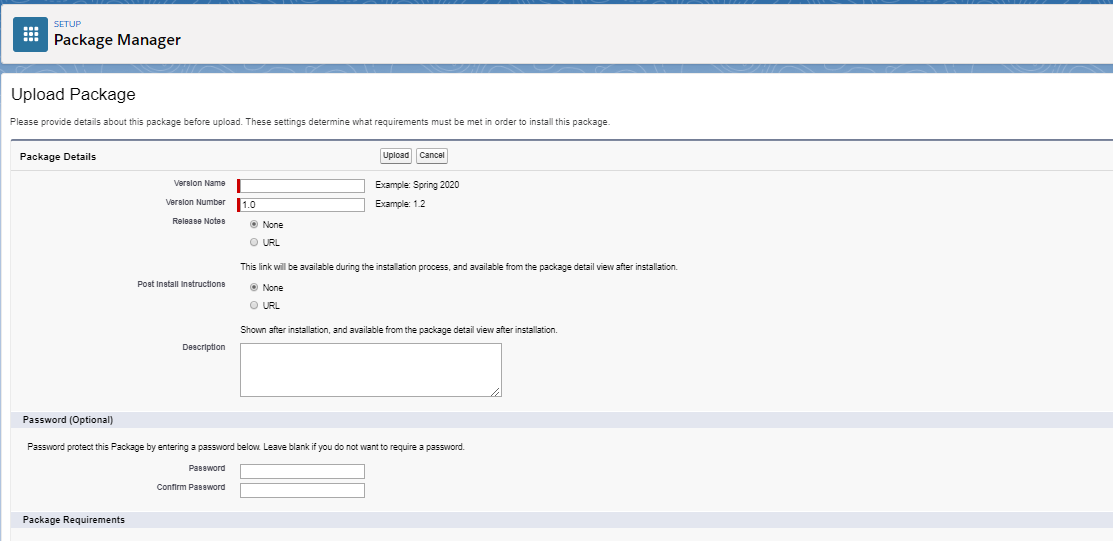 SETUP
Package Manager
Upload Package
Please provide details about this package before upload. These settings determine what requirements must be met in order to install this package.
Package Details Upload Cancel
Version Name Example: Spring 2020
Version Number 1.0 Example: 1.2
Release Notes None
URL
This link will be available during the installation process, and available from the package detail view after installation.
Post Install Instructions None
URL
Shown after installation, and available from the package detail view after installation.
Description
Password (Optional)
Password protect this Package by entering a password below. Leave blank if you do not want to require a password.
Password
Confirm Password
Package Requirements